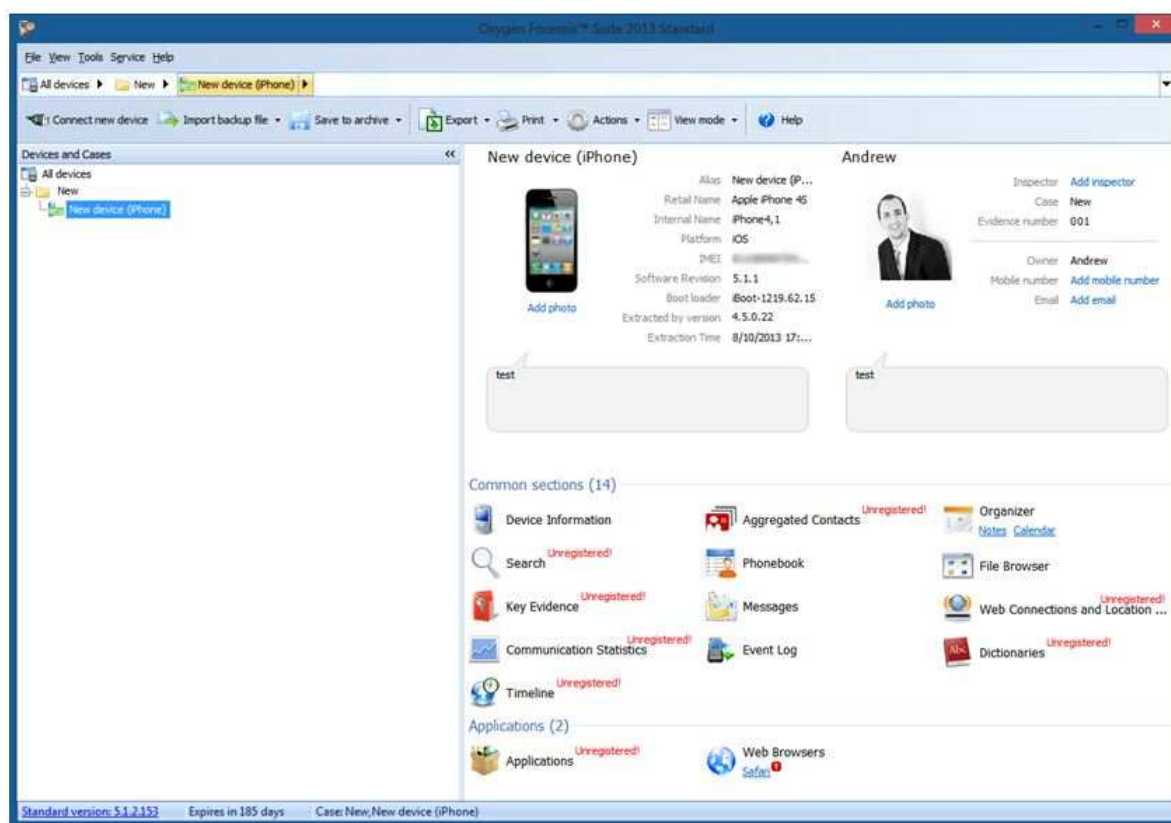 Oxygen Forensic™ Suite 2013 Standard
File View Tools Service Help
All devices New New device (iPhone)
Connect new device Import backup file Save to archive Export Print Actions View mode Help
Devices and Cases
All devices
New
New device (iPhone)
New device (iPhone)
Alias New device (iP...
Retail Name Apple iPhone 4S
Internal Name iPhone4,1
Platform iOS
IMEI
Software Revision 5.1.1
Boot loader iBoot-1219.62.15
Extracted by version 4.5.0.22
Extraction Time 8/10/2013 17:...
Add photo
test
Andrew
Inspector Add inspector
Case New
Evidence number 001
Owner Andrew
Mobile number Add mobile number
Email Add email
Add photo
test
Common sections (14)
Device Information
Aggregated Contacts Unregistered!
Organizer
Notes Calendar
Search Unregistered!
Phonebook
File Browser
Key Evidence Unregistered!
Messages
Web Connections and Location ... Unregistered!
Communication Statistics Unregistered!
Event Log
Abc
Dictionaries Unregistered!
Timeline Unregistered!
Applications (2)
Applications Unregistered!
Web Browsers
Safari
Standard version: 5.1.2.153 Expires in 185 days Case: New,New device (iPhone)